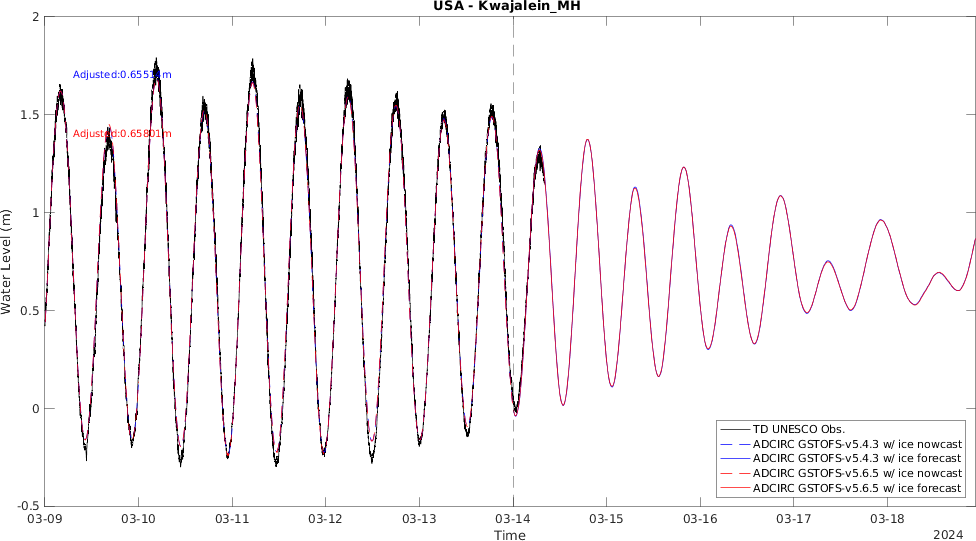 USA - Kwajalein_MH
2
1.5
1
0.5
0
-0.5
Water Level (m)
Adjusted:0.655 m
Adjusted:0.65801m
TD UNESCO Obs.
ADCIRC GSTOFS-v5.4.3 w/ ice nowcast
ADCIRC GSTOFS-v5.4.3 w/ ice forecast
ADCIRC GSTOFS-v5.6.5 w/ ice nowcast
ADCIRC GSTOFS-v5.6.5 w/ ice forecast
03-09 03-10 03-11 03-12 03-13 03-14 03-15 03-16 03-17 03-18
Time
2024